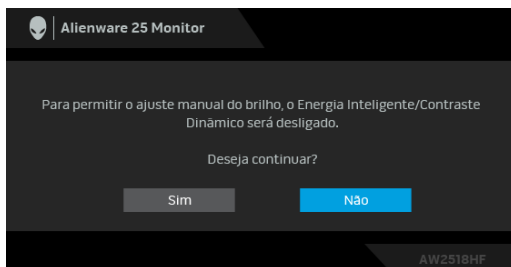 Alienware 25 Monitor
Para permitir o ajuste manual do brilho, o Energia Inteligente/Contraste
Dinâmico será desligado.
Deseja continuar?
Sim Não
AW2518HF